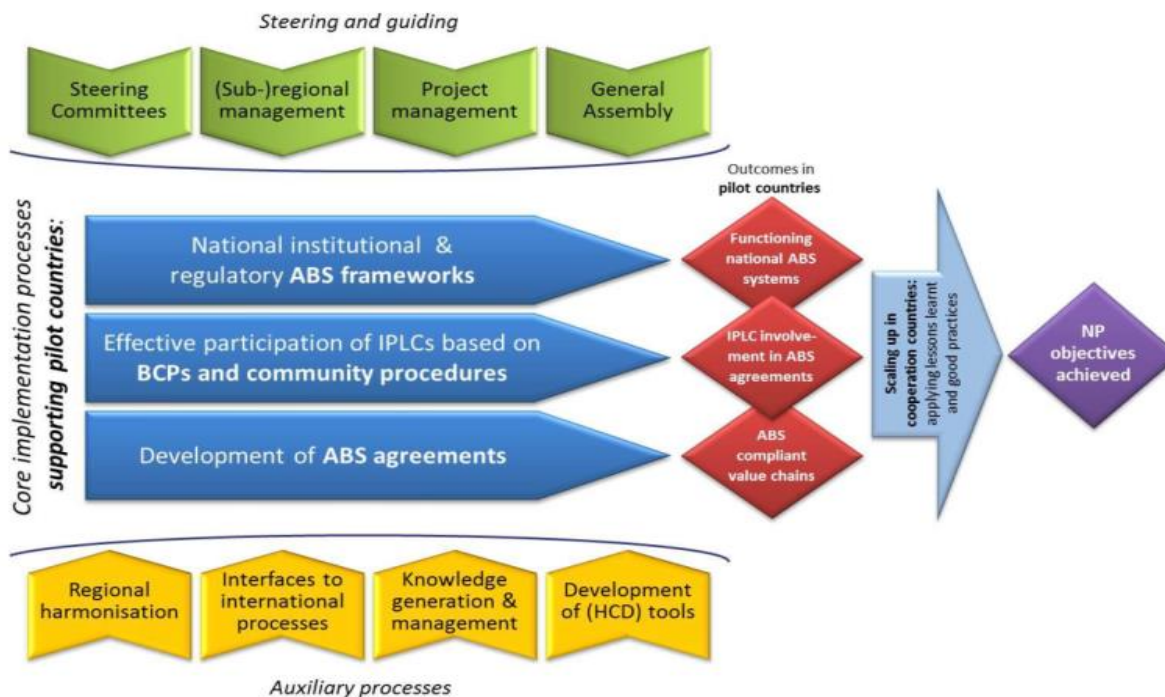 Steering and guiding
Steering
Committees
(Sub-)regional
management
Project
management
General
Assembly
Core implementation processes
supporting pilot countries:
National institutional &
regulatory ABS frameworks
Effective participation of IPLCs based on
BCPs and community procedures
Development of ABS agreements
Outcomes in
pilot countries
Functioning
national ABS
systems
IPLC involve-
ment in ABS
agreements
ABS
compliant
value chains
Scaling up in
cooperation countries:
applying lessons learnt
and good practices
NP
objectives
achieved
Regional
harmonisation
Interfaces to
international
processes
Knowledge
generation &
management
Development
of (HCD) tools
Auxiliary processes